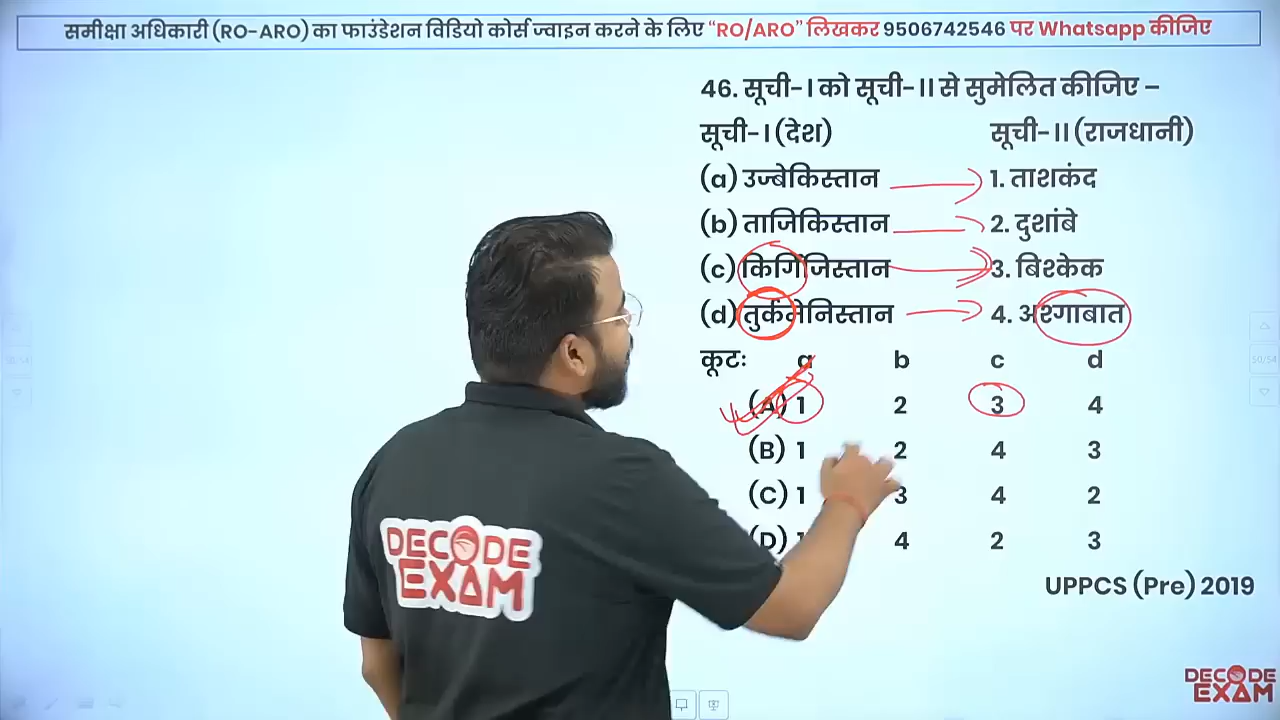 समीक्षा अधिकारी (RO-ARO) का फाउंडेशन विडियो कोर्स ज्वाइन करने के लिए “RO/ARO” लिखकर 9506742546 पर Whatsapp कीजिए
46. सूची-I को सूची-II से सुमेलित कीजिए –
सूची-I (देश) सूची-II (राजधानी)
(a) उज्बेकिस्तान 1. ताशकंद
(b) ताजिकिस्तान 2. दुशांबे
(c) किर्गिजिस्तान 3. बिश्केक
(d) तुर्कमेनिस्तान 4. अश्गाबात
कूटः a b c d
(A) 1 2 3 4
(B) 1 2 4 3
(C) 1 3 4 2
(D) 4 2 3
UPPCS (Pre) 2019
DECODE
EXAM
DECODE
EXAM
50/54